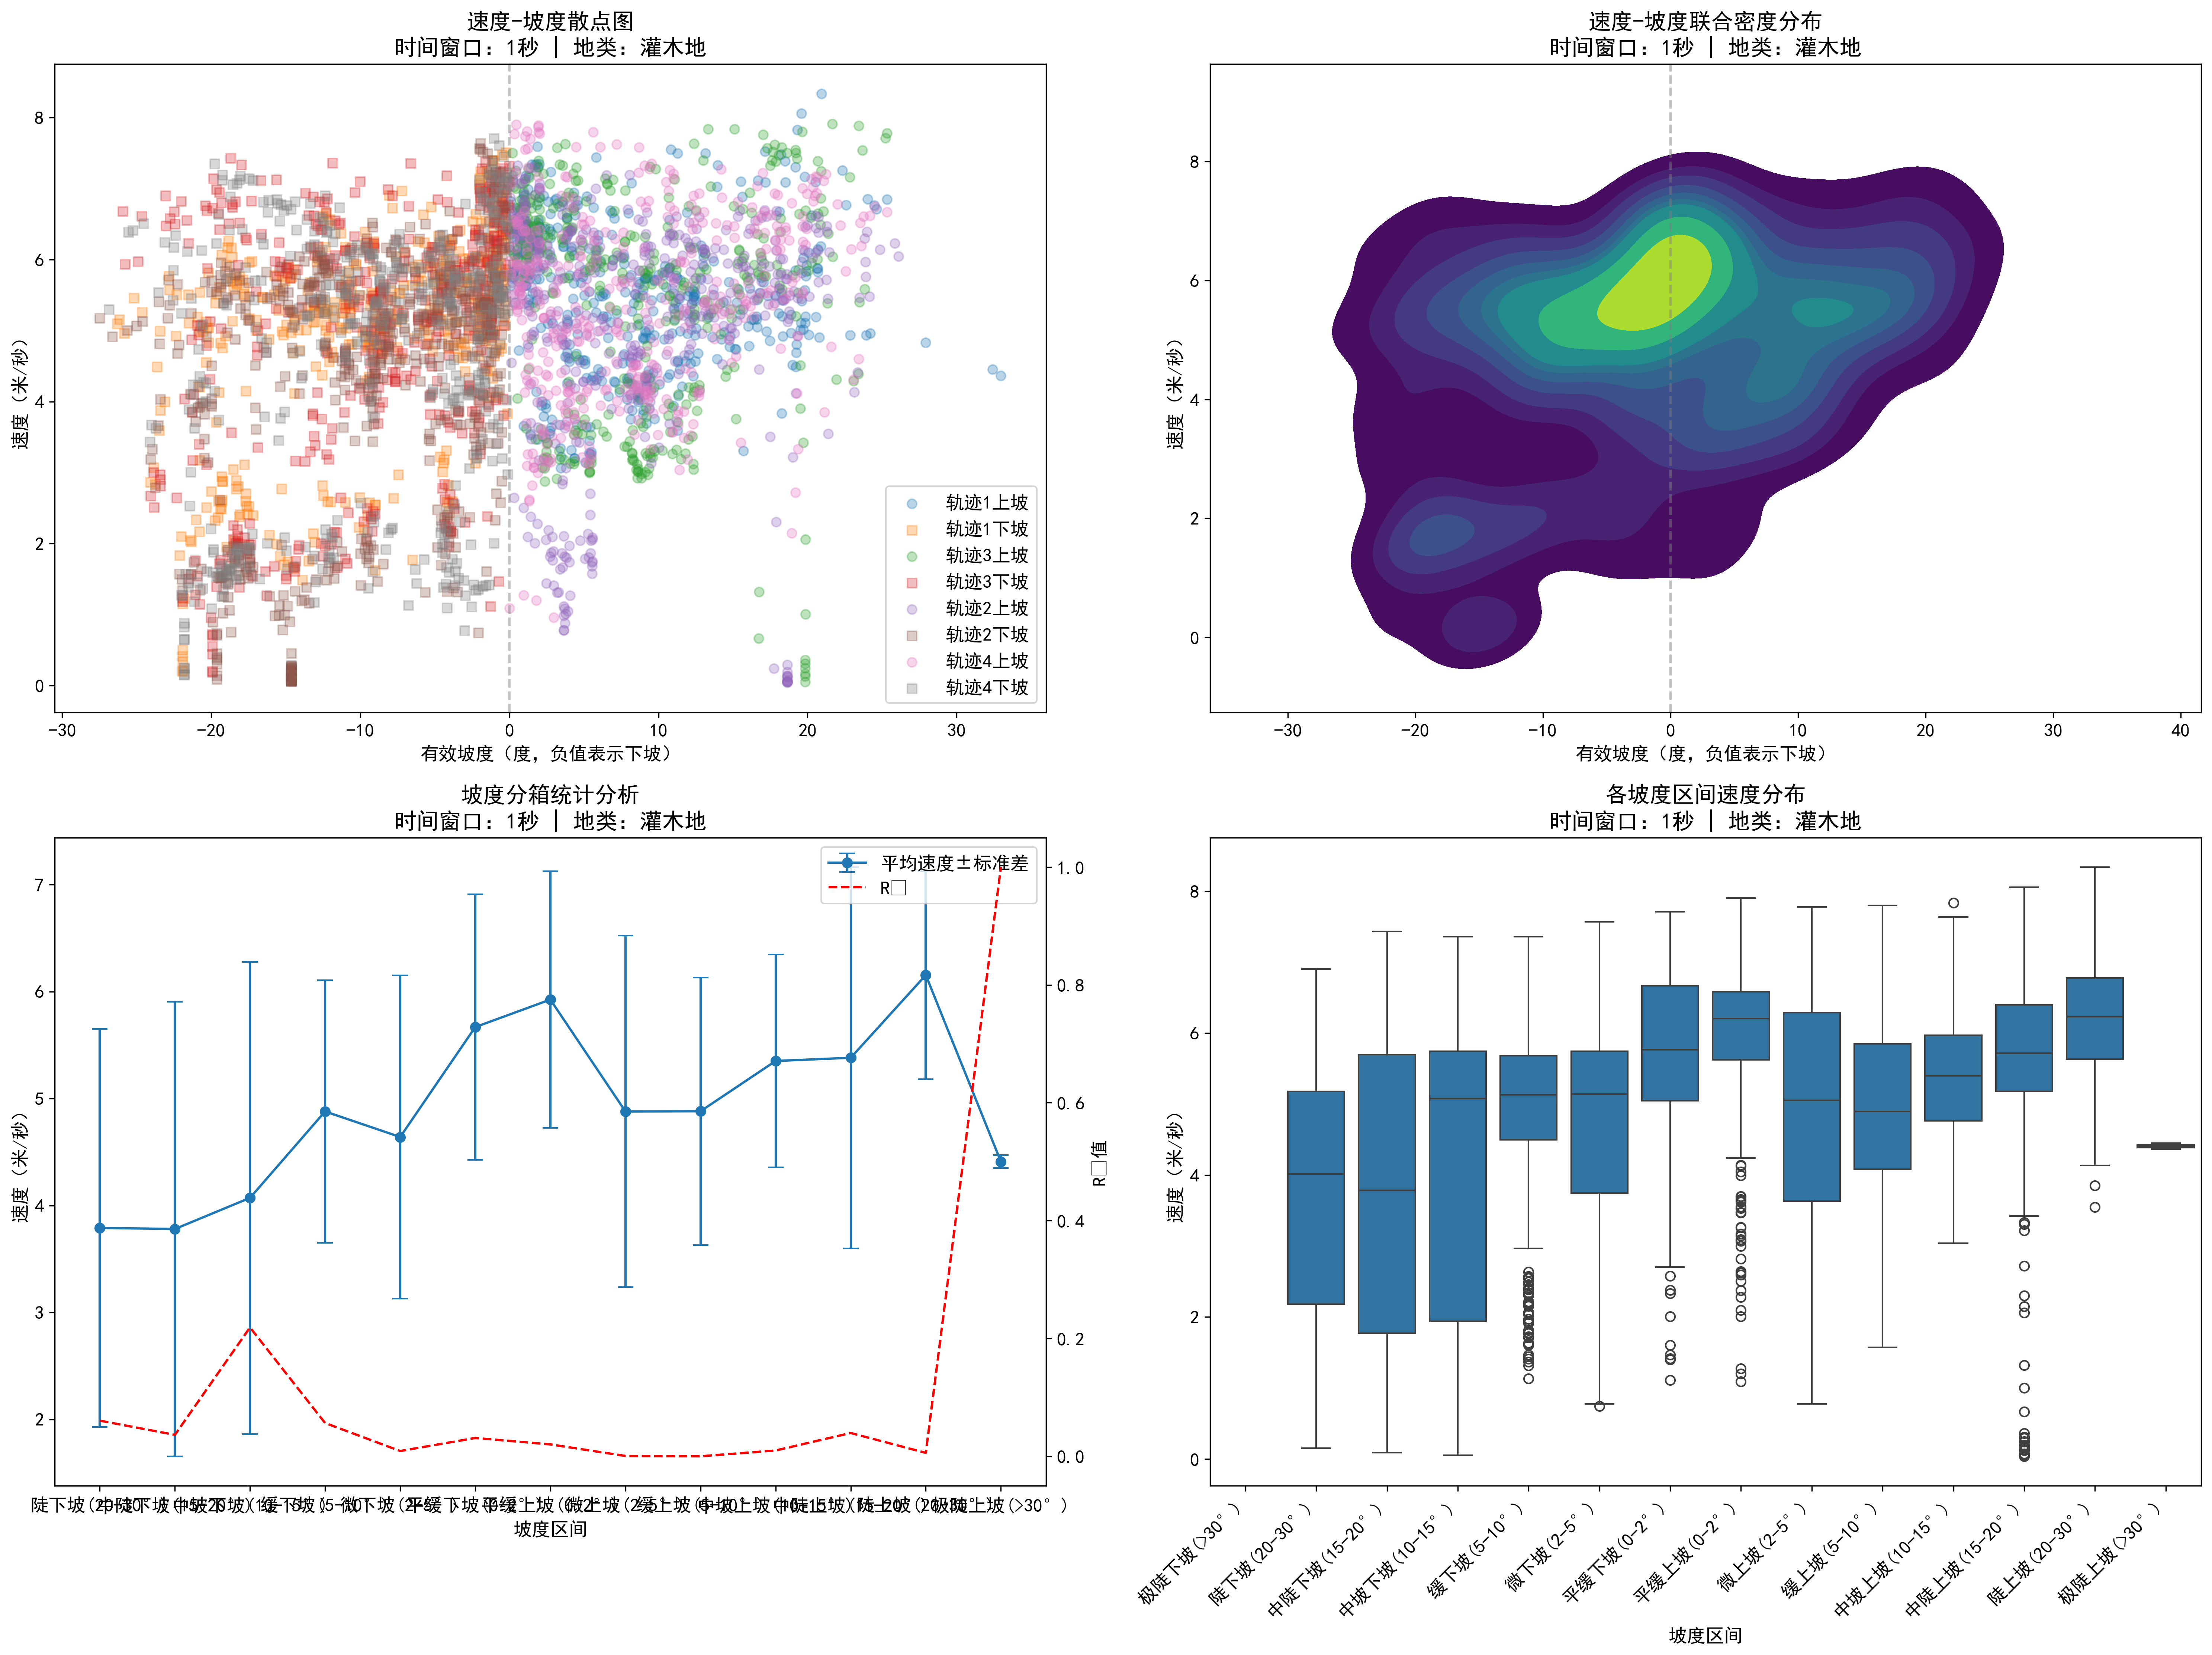 速度-坡度散点图
时间窗口: 1秒 | 地类: 灌木地
8
6
4
2
0
速度（米/秒）
-30
-20
-10
0
10
20
30
有效坡度（度，负值表示下坡）
轨迹1上坡
轨迹1下坡
轨迹3上坡
轨迹3下坡
轨迹2上坡
轨迹2下坡
轨迹4上坡
轨迹4下坡
速度-坡度联合密度分布
时间窗口: 1秒 | 地类: 灌木地
8
6
4
2
0
速度（米/秒）
-30
-20
-10
0
10
20
30
40
有效坡度（度，负值表示下坡）
坡度分箱统计分析
时间窗口: 1秒 | 地类: 灌木地
平均速度±标准差
R□
7
6
5
4
3
2
速度（米/秒）
1.0
0.8
0.6
0.4
0.2
0.0
R□值
坡度区间
各坡度区间速度分布
时间窗口: 1秒 | 地类: 灌木地
8
6
4
2
0
速度（米/秒）
极陡下坡(>30°)
陡下坡(20-30°)
中陡下坡(15-20°)
中坡下坡(10-15°)
缓下坡(5-10°)
微下坡(2-5°)
平缓下坡(0-2°)
平缓上坡(0-2°)
微上坡(2-5°)
缓上坡(5-10°)
中坡上坡(10-15°)
中陡上坡(15-20°)
陡上坡(20-30°)
极陡上坡(>30°)
坡度区间